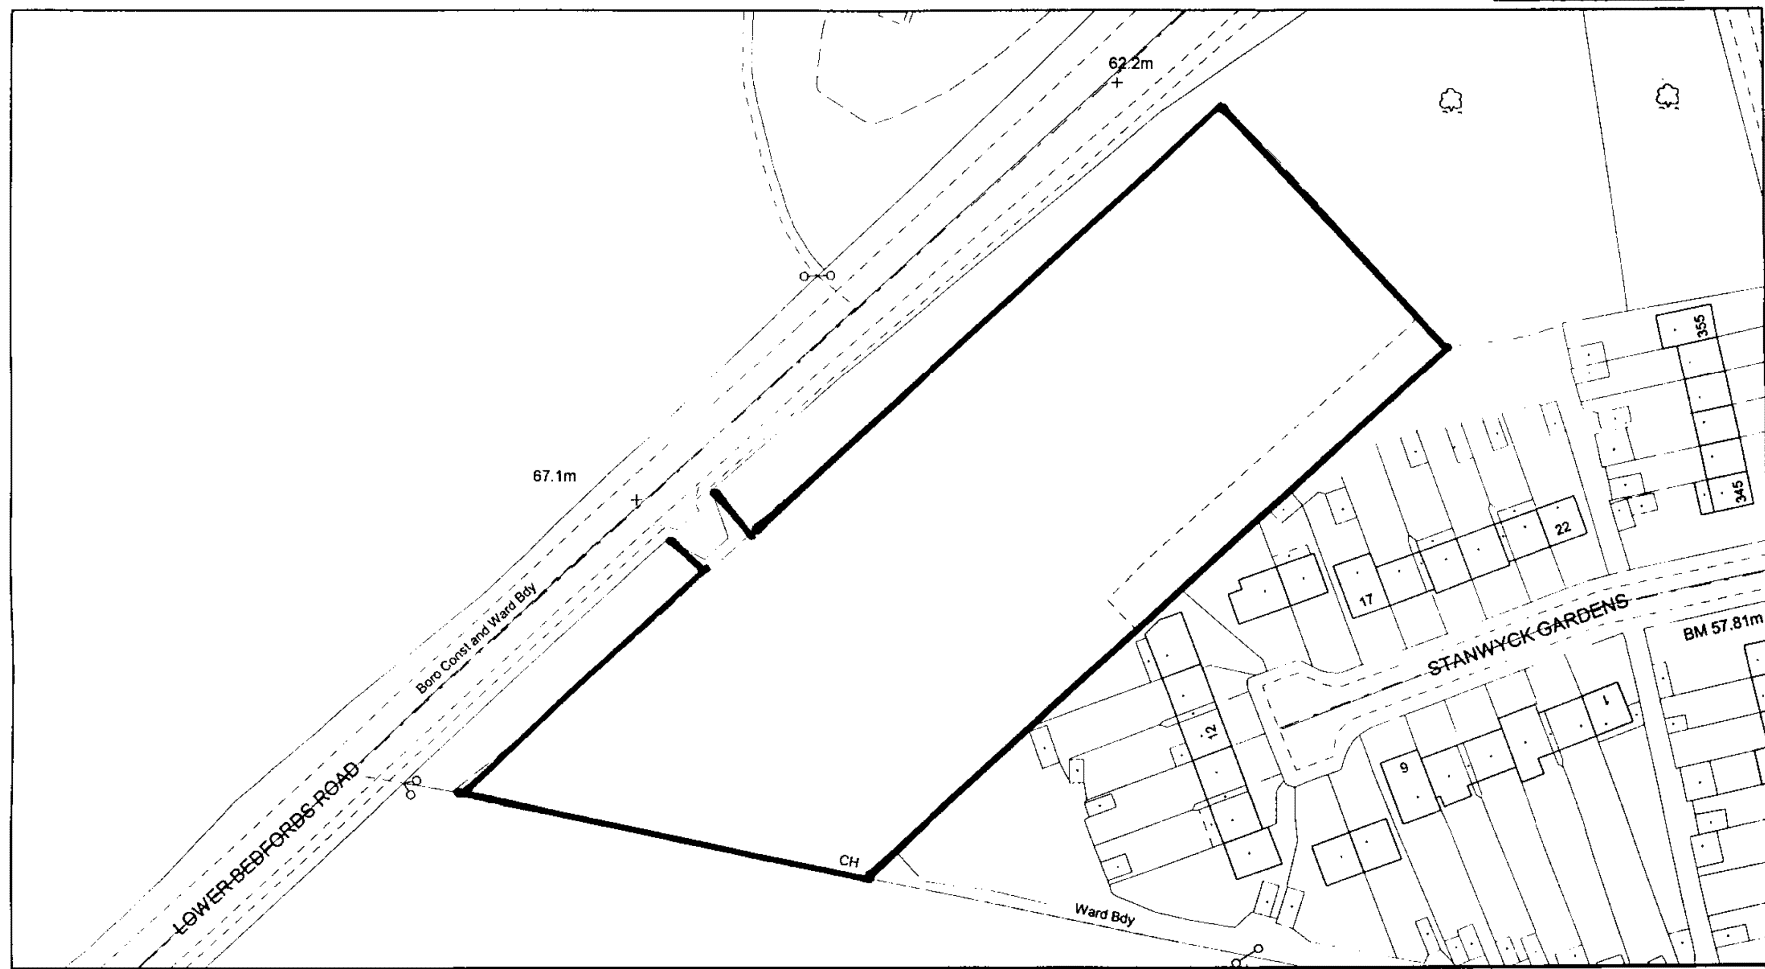 62.2m
355
67.1m
345
22
17
STANWYCK GARDENS
BM 57.81m
Boro Const and Ward Bdy
12
1
9
LOWER BEDFORDS ROAD
CH
Ward Bdy